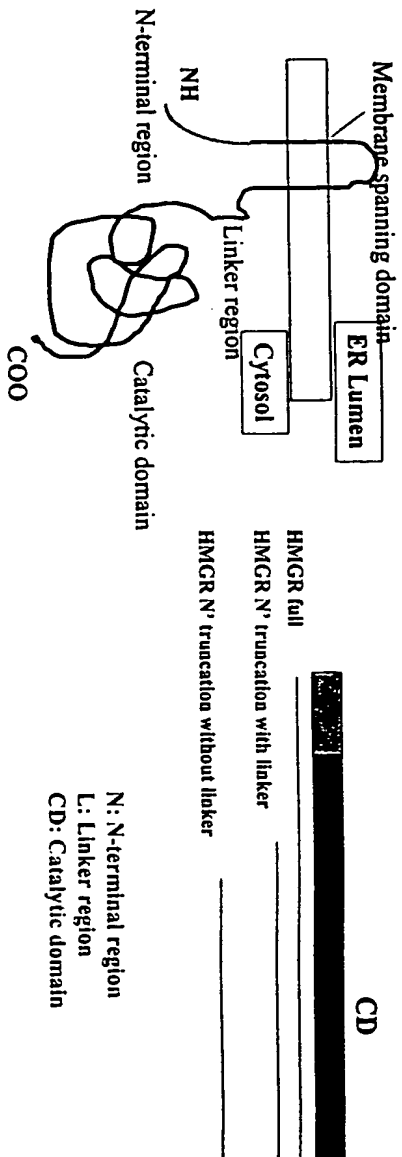 Membrane spanning domain
ER Lumen
Cytosol
NH
N-terminal region
Linker region
Catalytic domain
COO
CD
HMGR full
HMGR N' truncation with linker
HMGR N' truncation without linker
N: N-terminal region
L: Linker region
CD: Catalytic domain